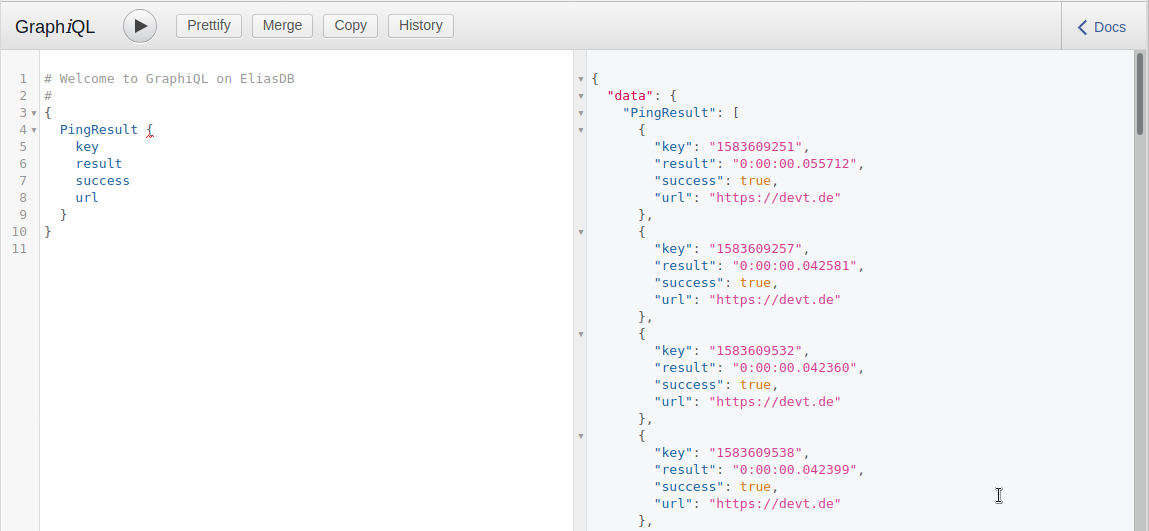 GraphiQL Prettify Merge Copy History Docs
1 # Welcome to GraphiQL on EliasDB
2 #
3 {
4 PingResult {
5 key
6 result
7 success
8 url
9 }
10 }
11
{
"data": {
"PingResult": [
{
"key": "1583609251",
"result": "0:00:00.055712",
"success": true,
"url": "https://devt.de"
},
{
"key": "1583609257",
"result": "0:00:00.042581",
"success": true,
"url": "https://devt.de"
},
{
"key": "1583609532",
"result": "0:00:00.042360",
"success": true,
"url": "https://devt.de"
},
{
"key": "1583609538",
"result": "0:00:00.042399",
"success": true,
"url": "https://devt.de"
},